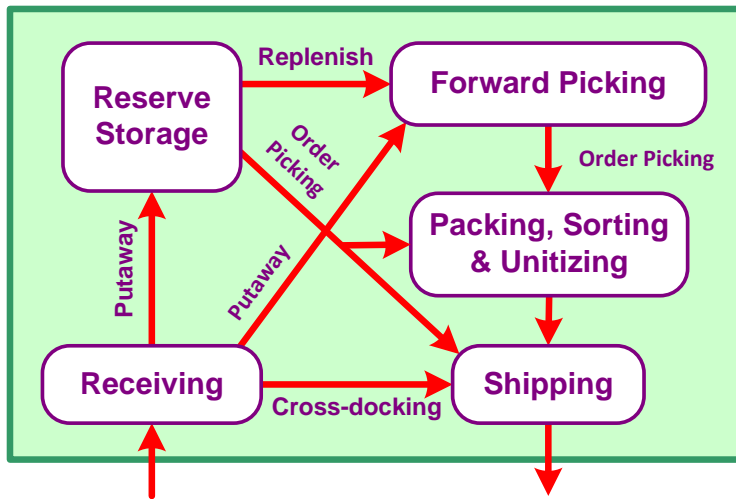 Replenish
Reserve
Storage
Forward Picking
Order
Picking
Order Picking
Putaway
Putaway
Packing, Sorting
& Unitizing
Receiving
Cross-docking
Shipping